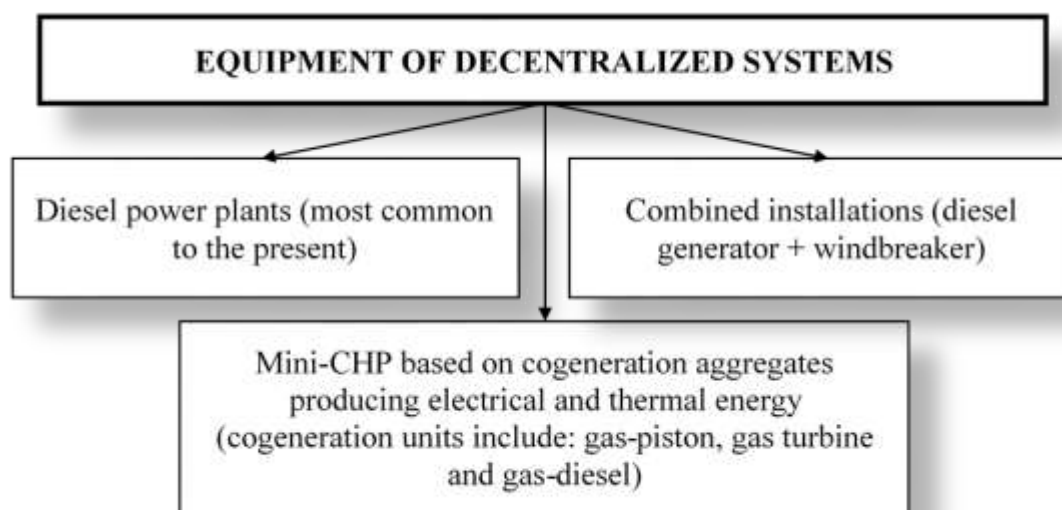 EQUIPMENT OF DECENTRALIZED SYSTEMS
Diesel power plants (most common
to the present)
Combined installations (diesel
generator + windbreaker)
Mini-CHP based on cogeneration aggregates
producing electrical and thermal energy
(cogeneration units include: gas-piston, gas turbine
and gas-diesel)